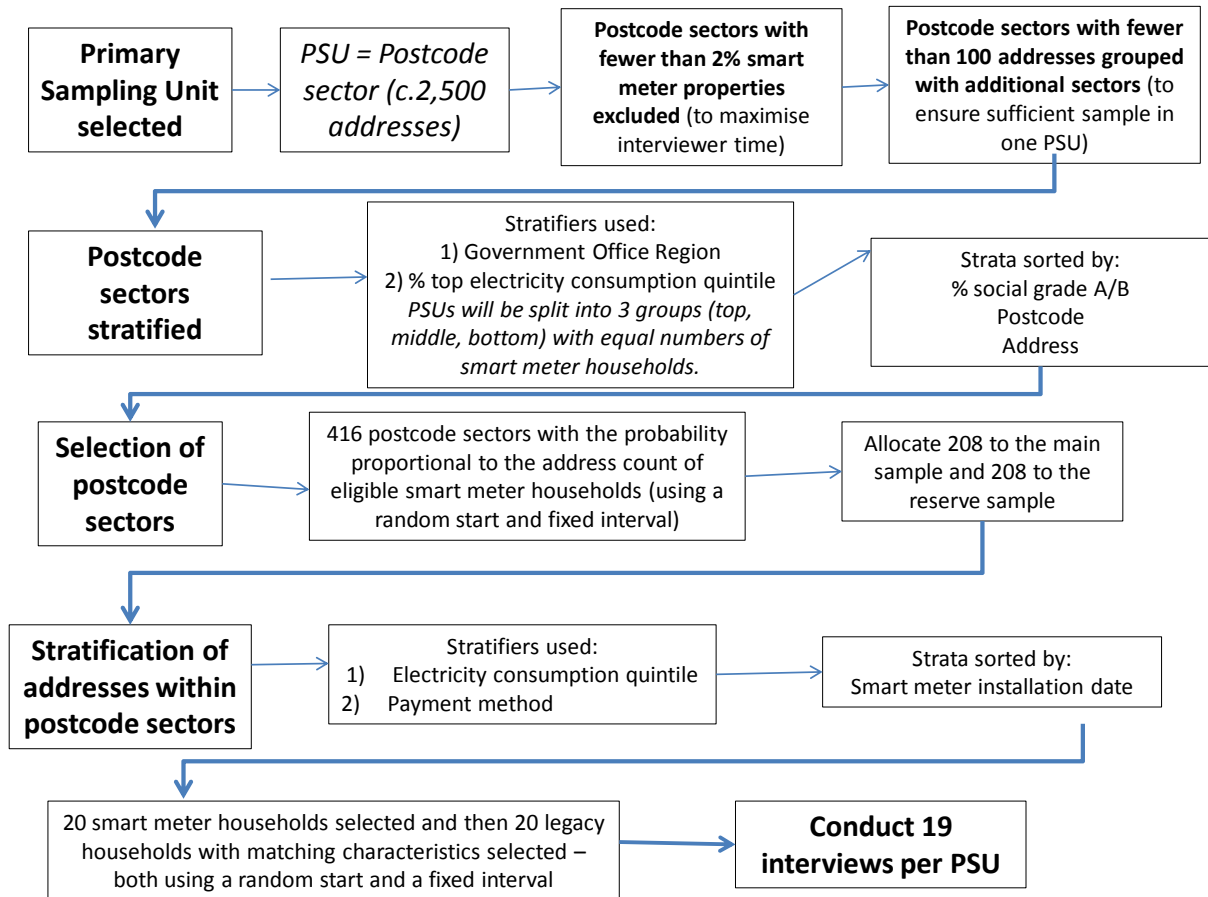 Primary
Sampling Unit
selected
PSU = Postcode
sector (c.2,500
addresses)
Postcode sectors with
fewer than 2% smart
meter properties
excluded (to maximise
interviewer time)
Postcode sectors with fewer
than 100 addresses grouped
with additional sectors (to
ensure sufficient sample in
one PSU)
Postcode
sectors
stratified
Stratifiers used:
1) Government Office Region
2) % top electricity consumption quintile
PSUs will be split into 3 groups (top,
middle, bottom) with equal numbers of
smart meter households.
Strata sorted by:
% social grade A/B
Postcode
Address
Selection of
postcode
sectors
416 postcode sectors with the probability
proportional to the address count of
eligible smart meter households (using a
random start and fixed interval)
Allocate 208 to the main
sample and 208 to the
reserve sample
Stratification of
addresses within
postcode sectors
Stratifiers used:
1) Electricity consumption quintile
2) Payment method
Strata sorted by:
Smart meter installation date
20 smart meter households selected and then 20 legacy
households with matching characteristics selected –
both using a random start and a fixed interval
Conduct 19
interviews per PSU